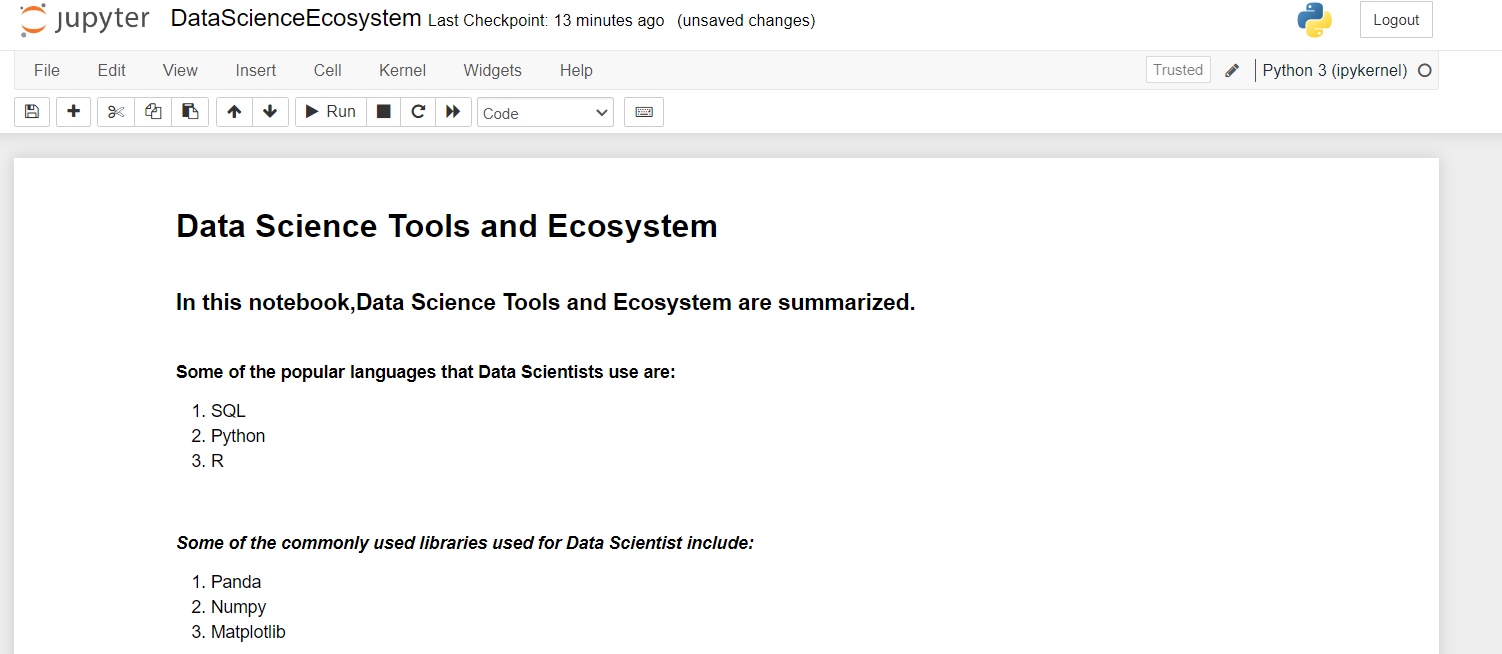 jupyter DataScienceEcosystem Last Checkpoint: 13 minutes ago (unsaved changes) Logout
File Edit View Insert Cell Kernel Widgets Help Trusted Python 3 (ipykernel)
Run Code
Data Science Tools and Ecosystem
In this notebook,Data Science Tools and Ecosystem are summarized.
Some of the popular languages that Data Scientists use are:
1. SQL
2. Python
3. R
Some of the commonly used libraries used for Data Scientist include:
1. Panda
2. Numpy
3. Matplotlib